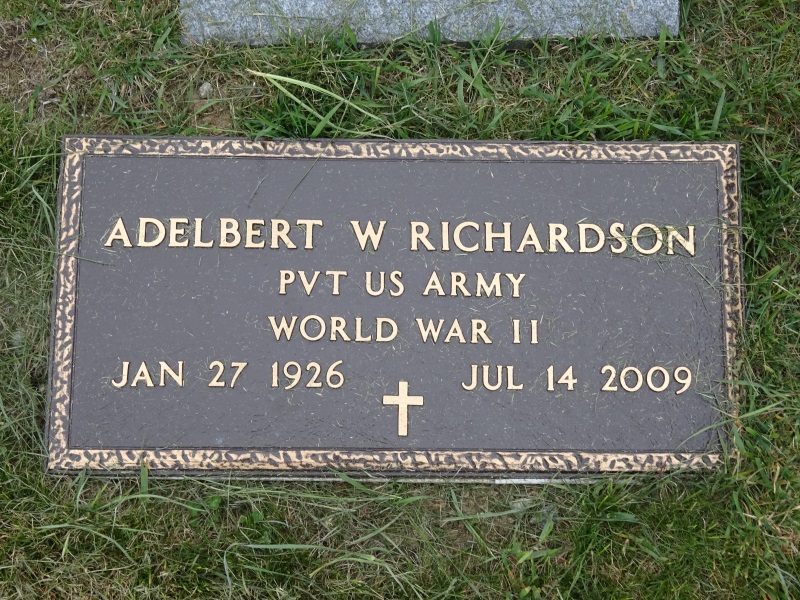 ADELBERT W RICHARDSON
PVT US ARMY
WORLD WAR II
JAN 27 1926 JUL 14 2009